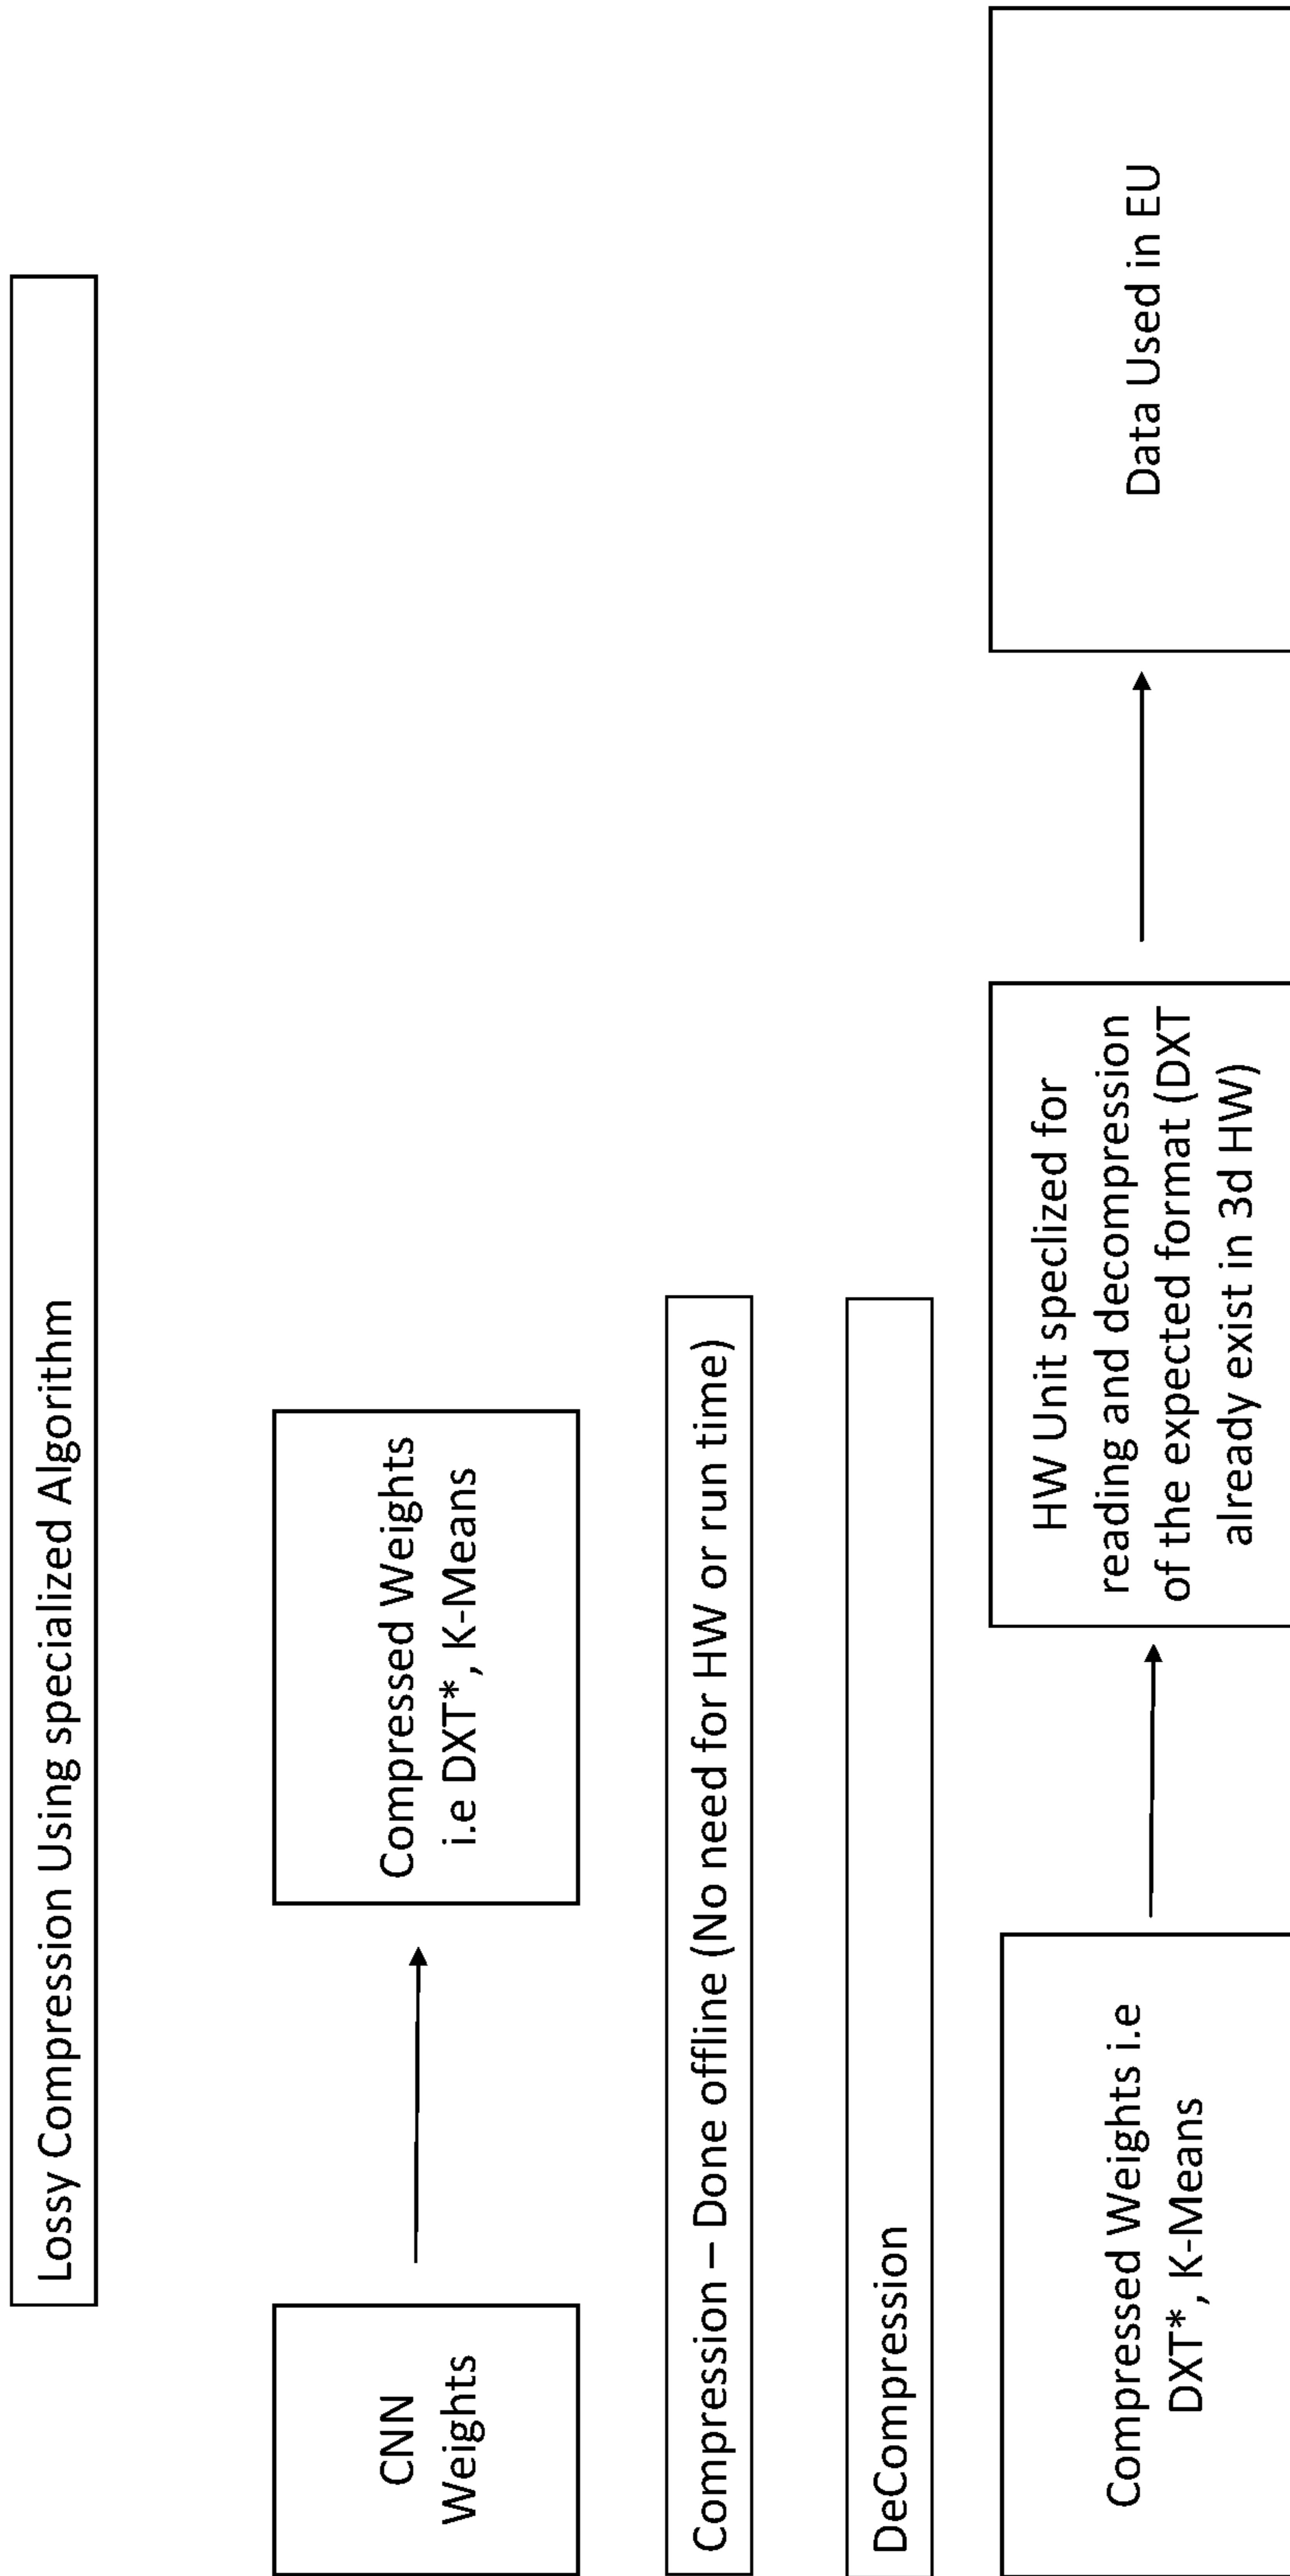 Lossy Compression Using specialized Algorithm
CNN
Weights
Compressed Weights
i.e DXT*, K-Means
Compression – Done offline (No need for HW or run time)
DeCompression
Compressed Weights i.e
DXT*, K-Means
HW Unit speclized for
reading and decompression
of the expected format (DXT
already exist in 3d HW)
Data Used in EU